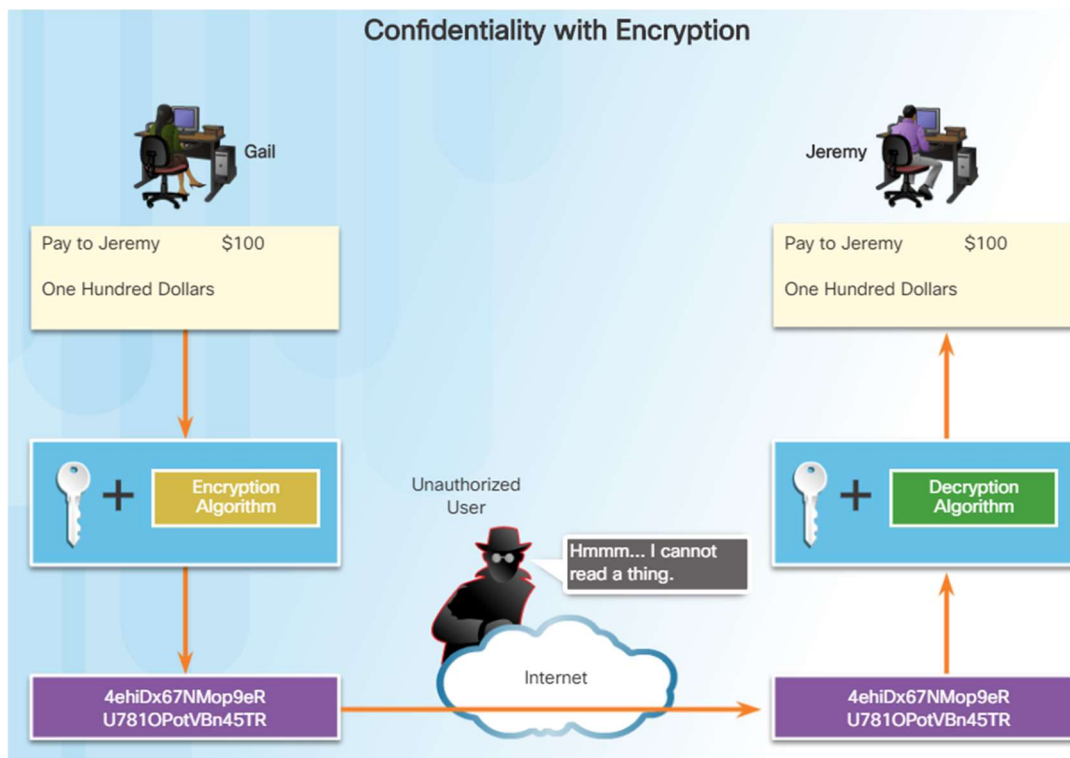 Confidentiality with Encryption
Gail
Jeremy
Pay to Jeremy $100
One Hundred Dollars
Pay to Jeremy $100
One Hundred Dollars
+
Encryption
Algorithm
Unauthorized
User
Hmmm... I cannot
read a thing.
+
Decryption
Algorithm
Internet
4ehiDx67NMop9eR
U781OPotVBn45TR
4ehiDx67NMop9eR
U781OPotVBn45TR